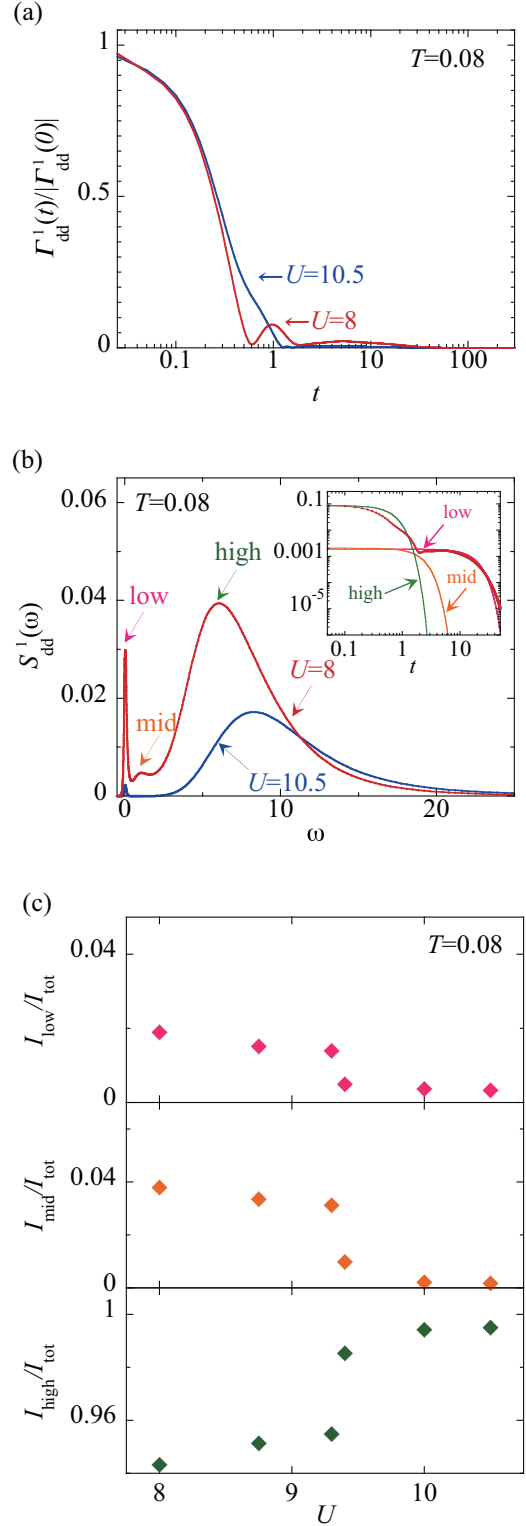 (a)
T=0.08
1
0.5
0
Γ¹dd(t)/|Γ¹dd(0)|
←U=10.5
←U=8
0.1
1
10
100
t
(b)
T=0.08
0.06
0.04
0.02
0
S¹dd(ω)
low
mid
high
U=8
U=10.5
0
10
20
ω
0.1
0.001
10⁻⁵
low
mid
high
0.1
1
10
t
(c)
T=0.08
0.04
0
Ilow/Itot
0.04
0
Imid/Itot
1
0.96
Ihigh/Itot
8
9
10
U